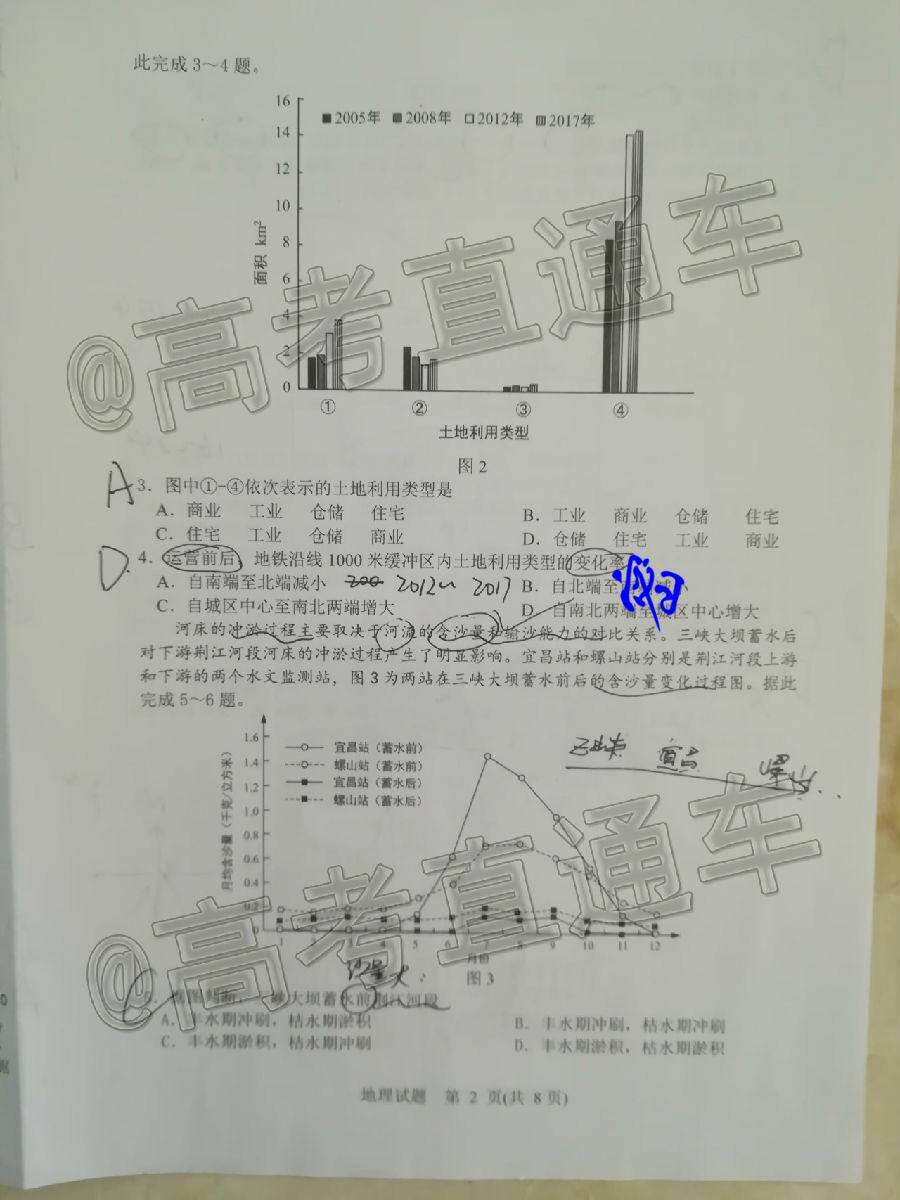 此完成3～4题。
16
■2005年 ■2008年 □2012年 ▥2017年
14
12
10
8
6
4
2
0
面积 km²
① ② ③ ④
土地利用类型
图2
A
3．图中①-④依次表示的土地利用类型是
A．商业 工业 仓储 住宅 B．工业 商业 仓储 住宅
C．住宅 工业 仓储 商业 D．仓储 住宅 工业 商业
D.
4．运营前后，地铁沿线1000米缓冲区内土地利用类型的变化率
A．自南端至北端减小 2012 2017 B．自北端至 减小
C．自城区中心至南北两端增大 D．自南北两端至城区中心增大
河床的冲淤过程主要取决于河流的含沙量和输沙能力的对比关系。三峡大坝蓄水后
对下游荆江河段河床的冲淤过程产生了明显影响。宜昌站和螺山站分别是荆江河段上游
和下游的两个水文监测站，图3为两站在三峡大坝蓄水前后的含沙量变化过程图。据此
完成5～6题。
1.6
1.4
1.2
1.0
0.8
0.6
0.4
0.2
0
月均含沙量（千克/立方米）
宜昌站（蓄水前）
螺山站（蓄水前）
宜昌站（蓄水后）
螺山站（蓄水后）
宜昌
1 2 3 4 5 6 7 8 9 10 11 12
月份
图3
大坝蓄水前荆江河段
A．丰水期冲刷，枯水期淤积 B．丰水期冲刷，枯水期冲刷
C．丰水期淤积，枯水期冲刷 D．丰水期淤积，枯水期淤积
地理试题 第 2 页(共 8 页)
@高考直通车
@高考直通车